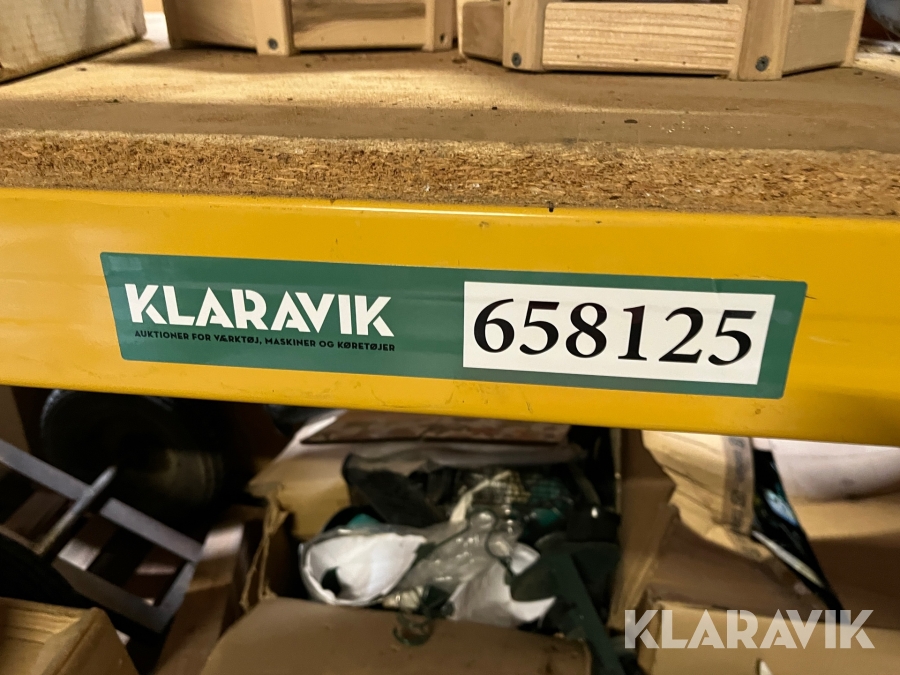 KLARAVIK
AUKTIONER FOR VÆRKTØJ, MASKINER OG KØRETØJER
658125
KLARAVIK